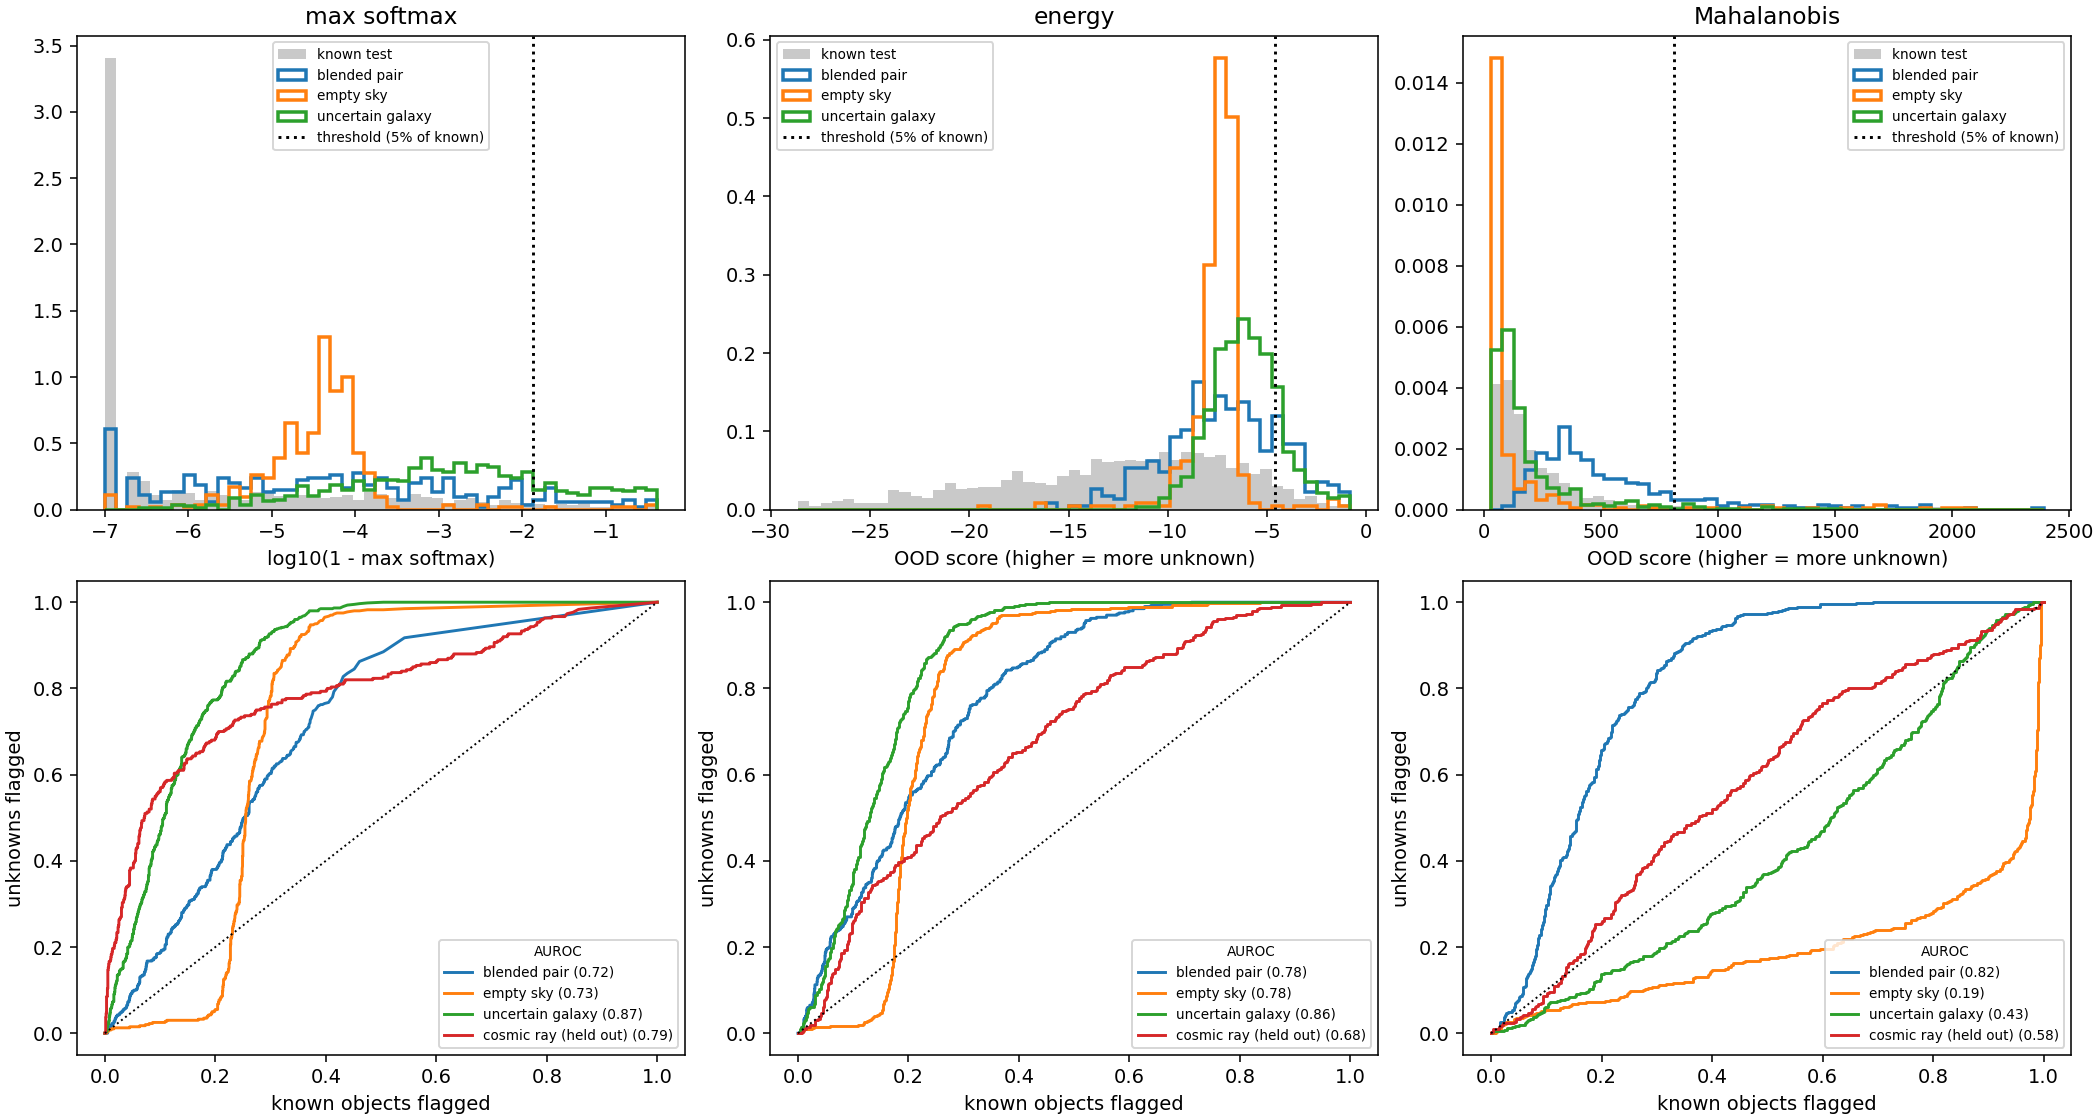 max softmax
3.5
3.0
2.5
2.0
1.5
1.0
0.5
0.0
known test
blended pair
empty sky
uncertain galaxy
threshold (5% of known)
−7 −6 −5 −4 −3 −2 −1
log10(1 - max softmax)
energy
0.6
0.5
0.4
0.3
0.2
0.1
0.0
known test
blended pair
empty sky
uncertain galaxy
threshold (5% of known)
−30 −25 −20 −15 −10 −5 0
OOD score (higher = more unknown)
Mahalanobis
0.014
0.012
0.010
0.008
0.006
0.004
0.002
0.000
known test
blended pair
empty sky
uncertain galaxy
threshold (5% of known)
0 500 1000 1500 2000 2500
OOD score (higher = more unknown)
unknowns flagged
1.0
0.8
0.6
0.4
0.2
0.0
AUROC
blended pair (0.72)
empty sky (0.73)
uncertain galaxy (0.87)
cosmic ray (held out) (0.79)
0.0 0.2 0.4 0.6 0.8 1.0
known objects flagged
unknowns flagged
1.0
0.8
0.6
0.4
0.2
0.0
AUROC
blended pair (0.78)
empty sky (0.78)
uncertain galaxy (0.86)
cosmic ray (held out) (0.68)
0.0 0.2 0.4 0.6 0.8 1.0
known objects flagged
unknowns flagged
1.0
0.8
0.6
0.4
0.2
0.0
AUROC
blended pair (0.82)
empty sky (0.19)
uncertain galaxy (0.43)
cosmic ray (held out) (0.58)
0.0 0.2 0.4 0.6 0.8 1.0
known objects flagged